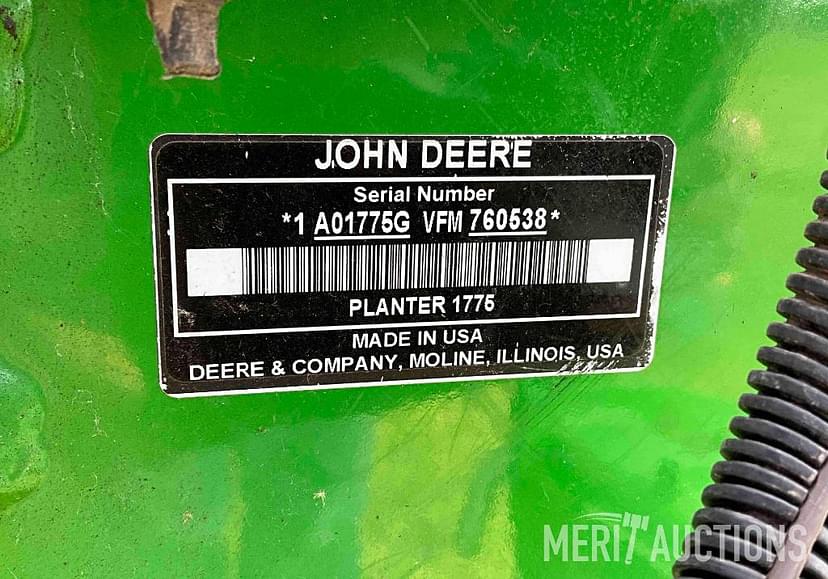 JOHN DEERE
Serial Number
*1 A01775G VFM 760538*
PLANTER 1775
MADE IN USA
DEERE & COMPANY, MOLINE, ILLINOIS, USA
MERIT AUCTIONS